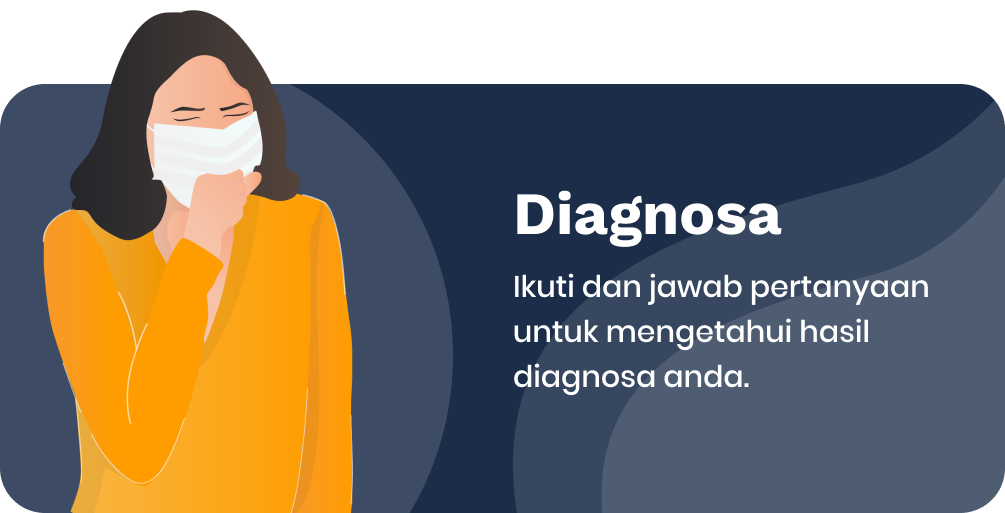 Diagnosa
Ikuti dan jawab pertanyaan
untuk mengetahui hasil
diagnosa anda.